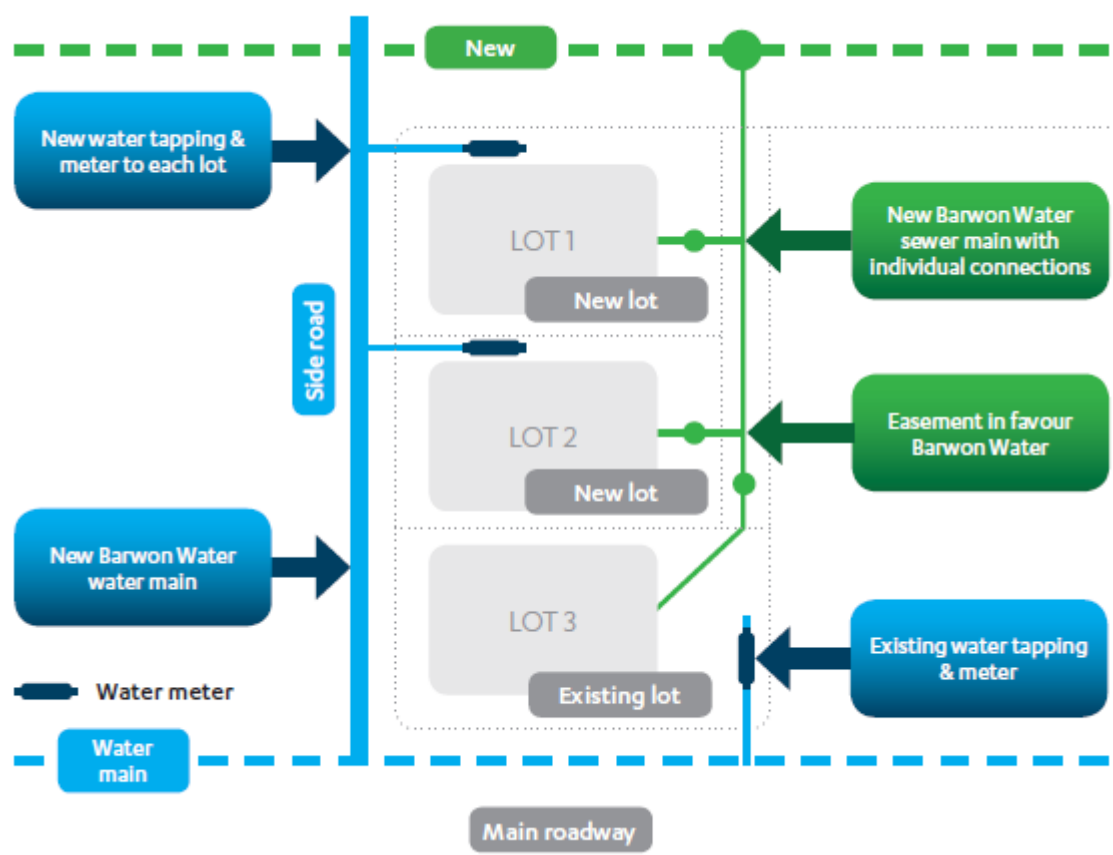 New
New water tapping &
meter to each lot
LOT 1
New lot
New Barwon Water
sewer main with
individual connections
Side road
LOT 2
New lot
Easement in favour
Barwon Water
New Barwon Water
water main
LOT 3
Existing lot
Existing water tapping
& meter
Water meter
Water
main
Main roadway